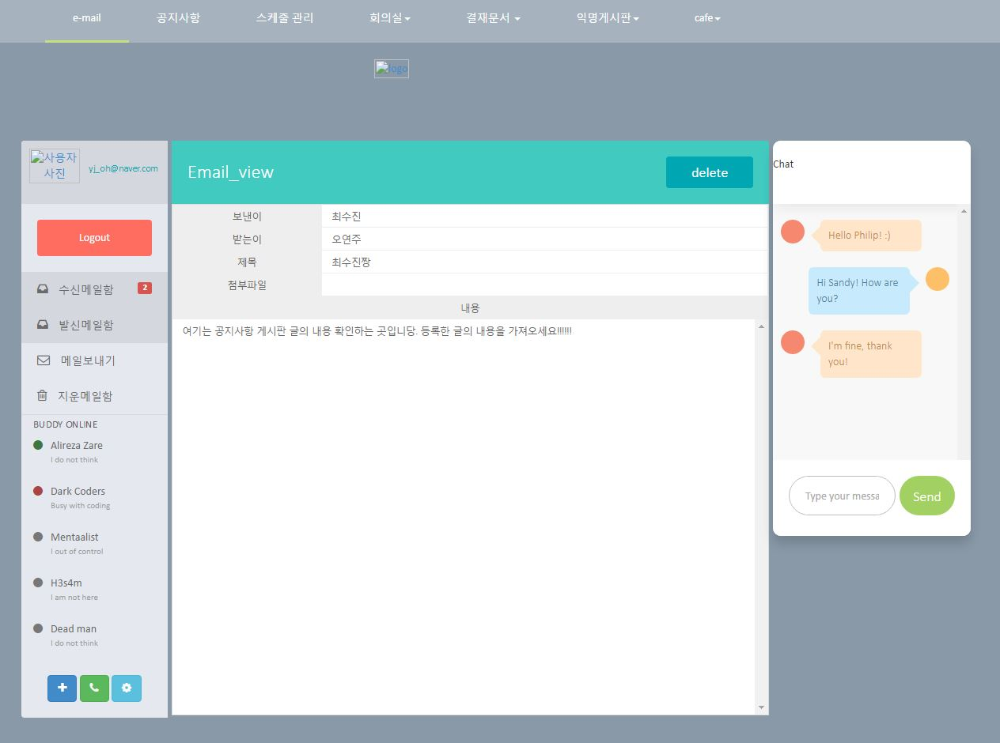 e-mail
공지사항
스케줄 관리
회의실
결재문서
익명게시판
cafe
logo
사용자
사진
yj_oh@naver.com
Logout
수신메일함 2
발신메일함
메일보내기
지운메일함
BUDDY ONLINE
Alireza Zare
I do not think
Dark Coders
Busy with coding
Mentaalist
I out of control
H3s4m
I am not here
Dead man
I do not think
Email_view
delete
보낸이 최수진
받는이 오연주
제목 최수진짱
첨부파일
내용
여기는 공지사항 게시판 글의 내용 확인하는 곳입니당. 등록한 글의 내용을 가져오세요!!!!!!
Chat
Hello Philip! :)
Hi Sandy! How are
you?
I'm fine, thank
you!
Type your messa
Send